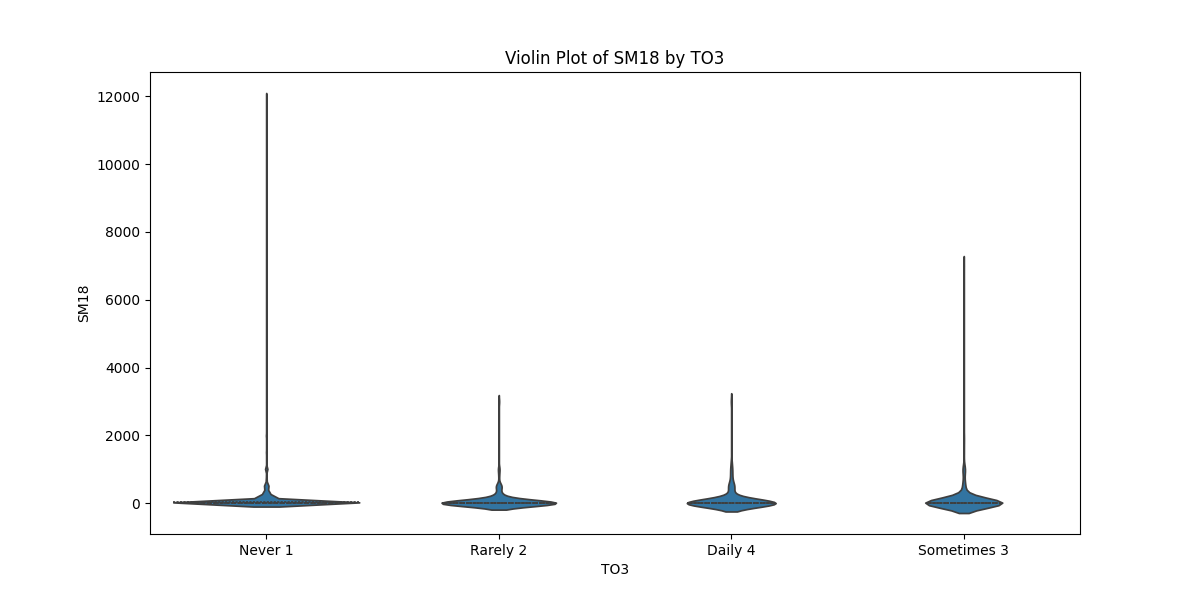 Violin Plot of SM18 by TO3
12000
10000
8000
6000
4000
2000
0
SM18
Never 1
Rarely 2
Daily 4
Sometimes 3
TO3